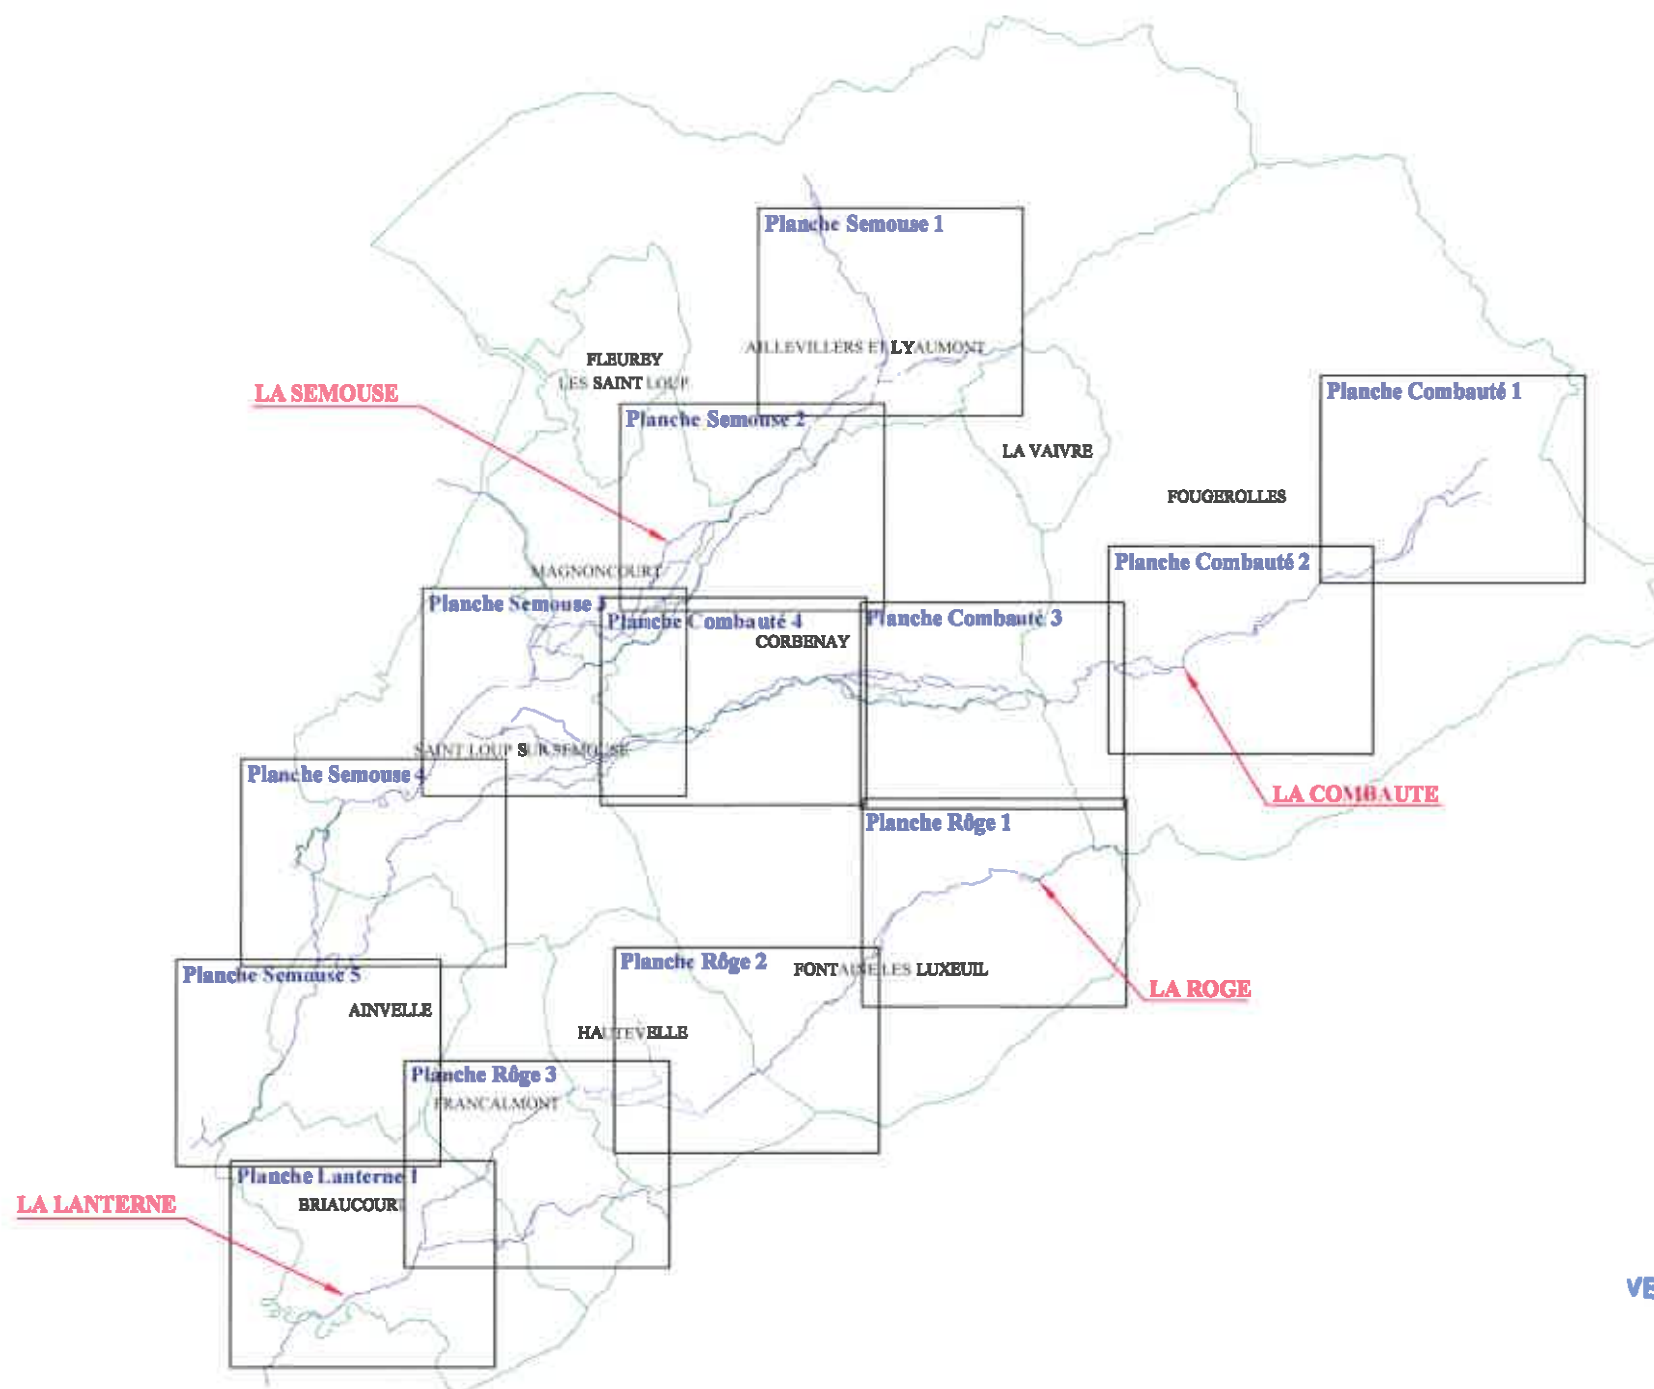 Planche Semouse 1
AILLEVILLERS ET LYAUMONT
FLEUREY
LES SAINT LOUP
LA SEMOUSE
Planche Semouse 2
Planche Combauté 1
LA VAIVRE
FOUGEROLLES
Planche Combauté 2
MAGNONCOURT
Planche Semouse 3
Planche Combauté 4
Planche Combauté 3
CORBENAY
SAINT LOUP SUR SEMOUSE
Planche Semouse 4
LA COMBAUTE
Planche Rôge 1
Planche Rôge 2
FONTAINE LES LUXEUIL
Planche Semouse 5
LA ROGE
AINVELLE
HAUTEVELLE
Planche Rôge 3
FRANCALMONT
Planche Lanterne 1
LA LANTERNE
BRIAUCOURT
VE